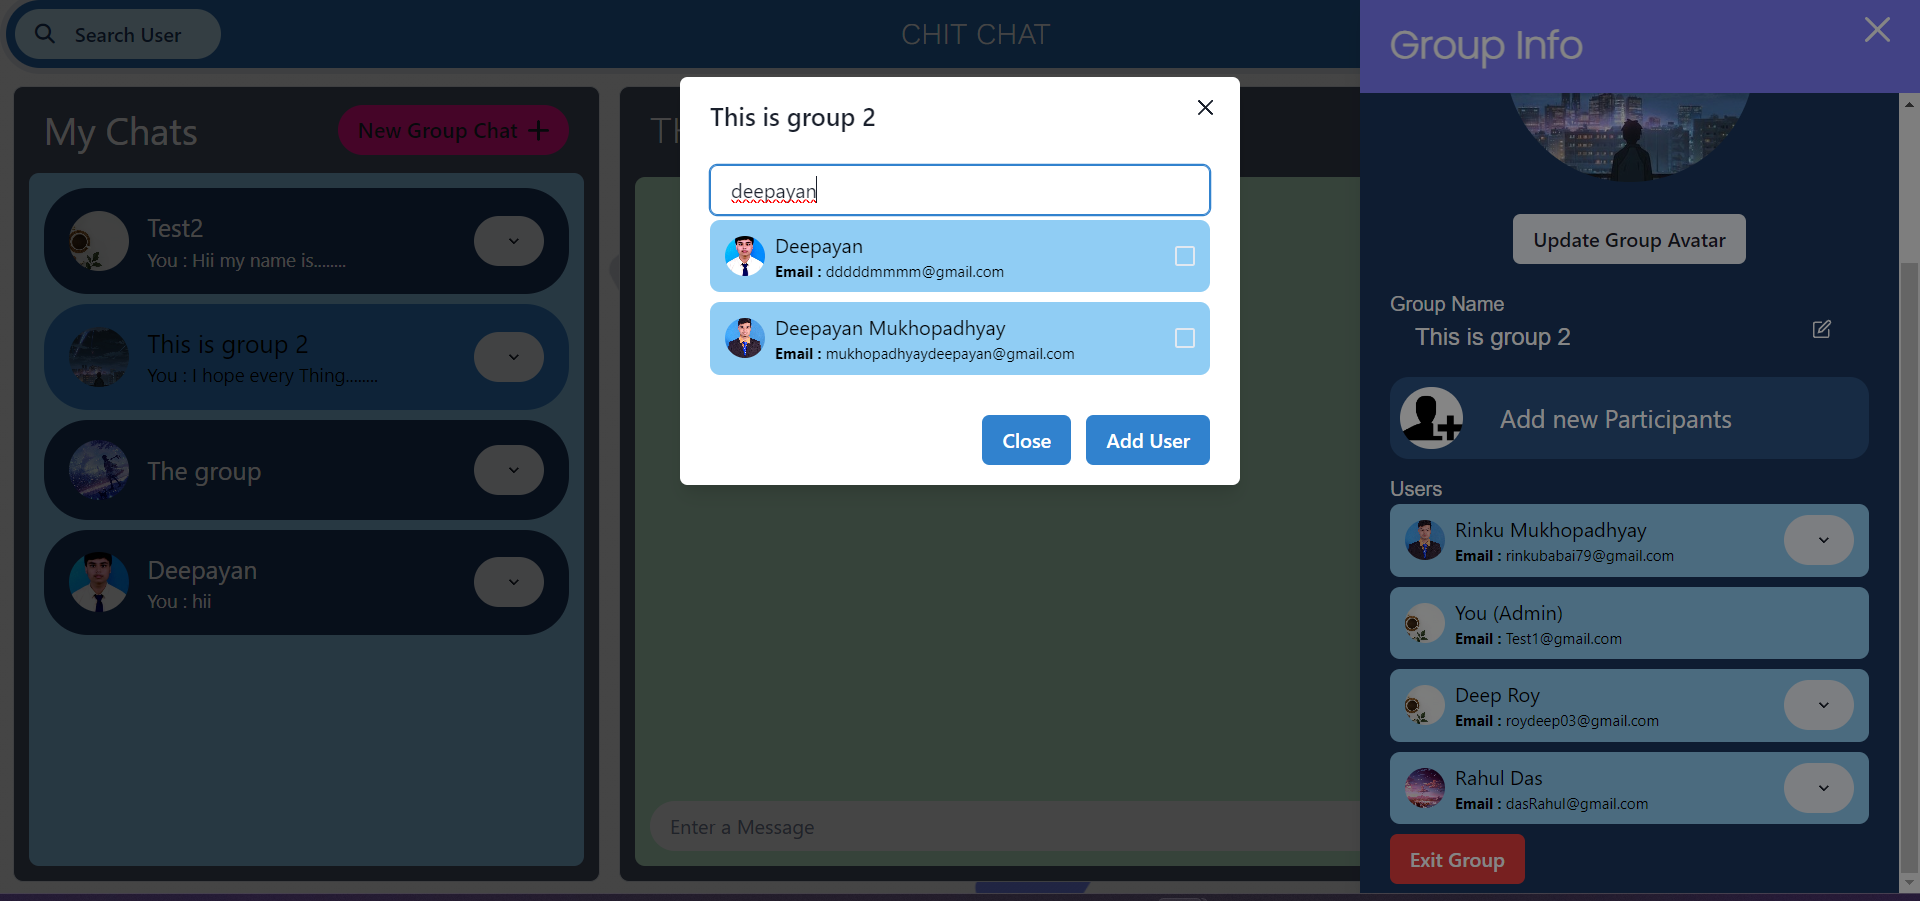 Search User
CHIT CHAT
Group Info
My Chats
New Group Chat
Test2
You : Hii my name is........
This is group 2
You : I hope every Thing........
The group
Deepayan
You : hii
Th
This is group 2
deepayan
Deepayan
Email : dddddmmmm@gmail.com
Deepayan Mukhopadhyay
Email : mukhopadhyaydeepayan@gmail.com
Close
Add User
Enter a Message
Update Group Avatar
Group Name
This is group 2
Add new Participants
Users
Rinku Mukhopadhyay
Email : rinkubabai79@gmail.com
You (Admin)
Email : Test1@gmail.com
Deep Roy
Email : roydeep03@gmail.com
Rahul Das
Email : dasRahul@gmail.com
Exit Group